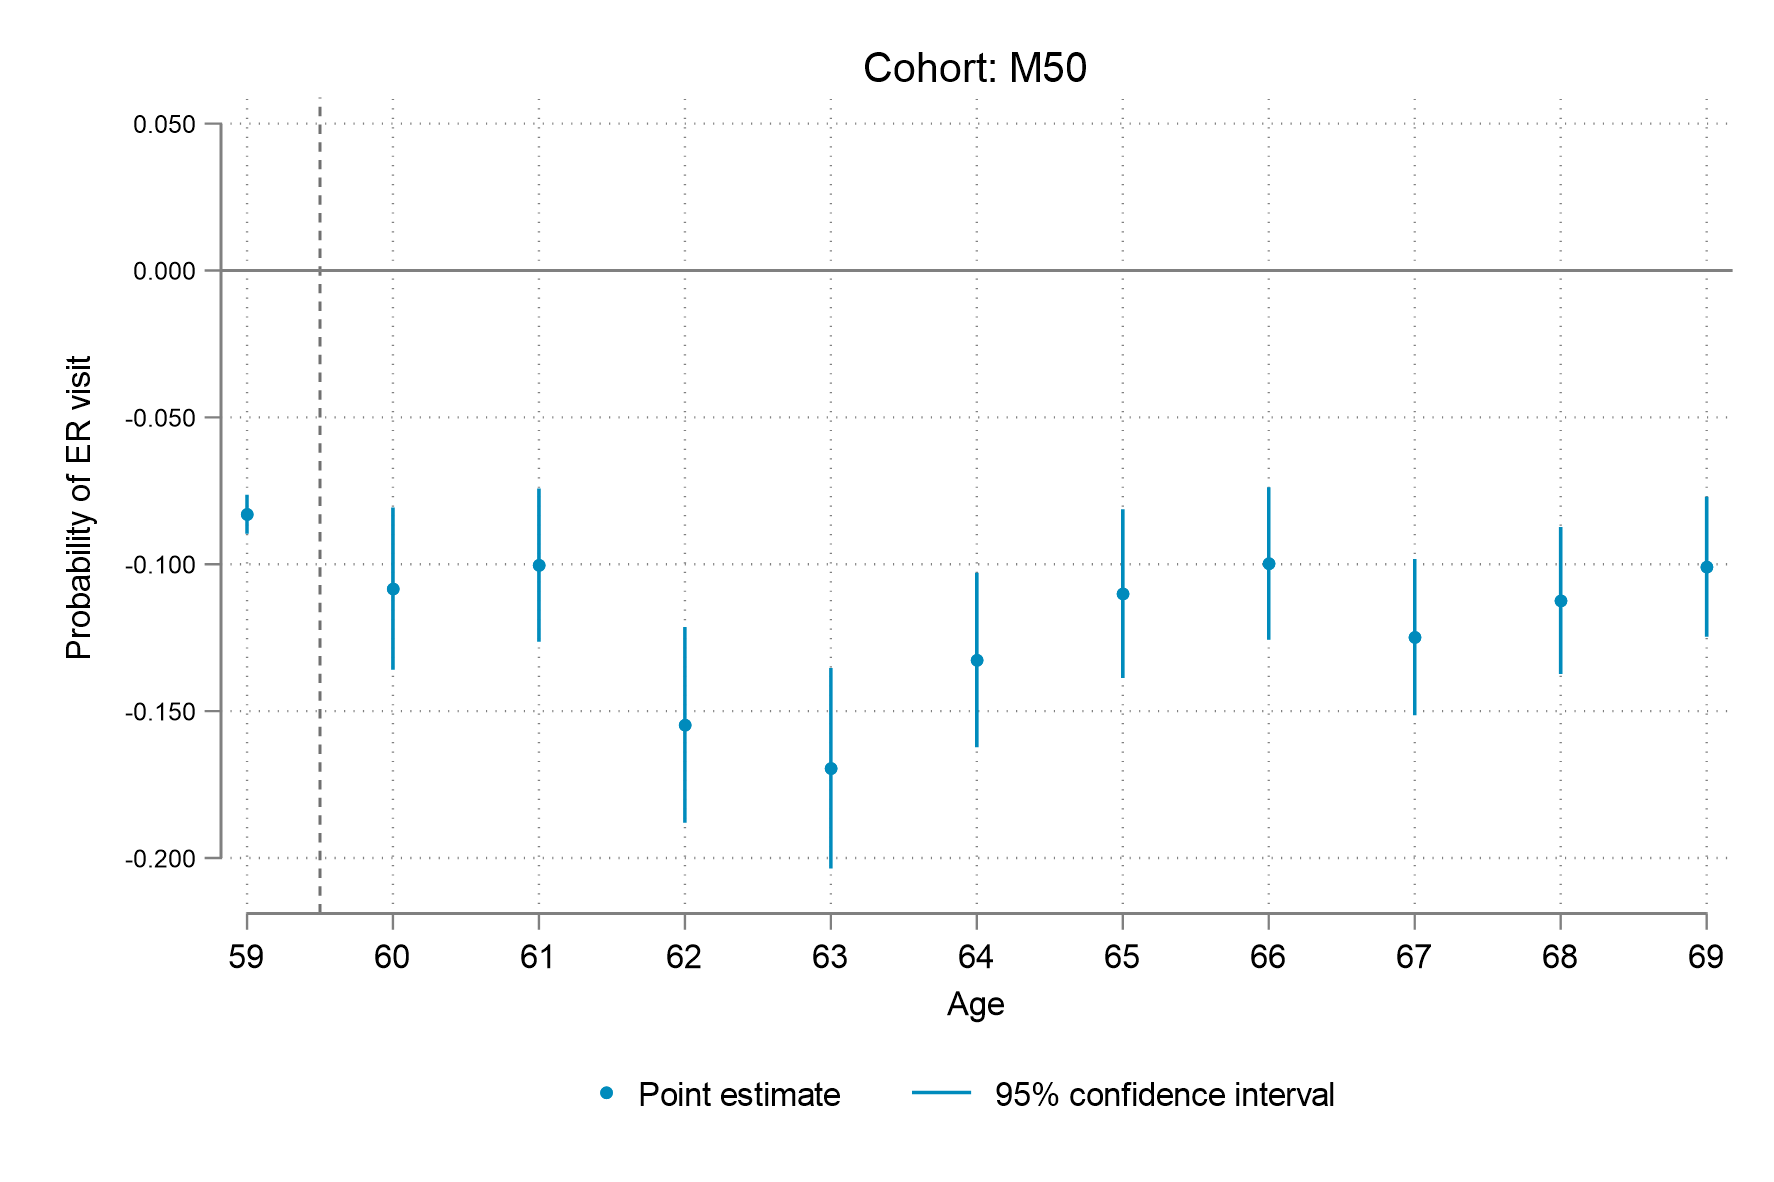 Cohort: M50
0.050
0.000
-0.050
-0.100
-0.150
-0.200
Probability of ER visit
59 60 61 62 63 64 65 66 67 68 69
Age
Point estimate 95% confidence interval